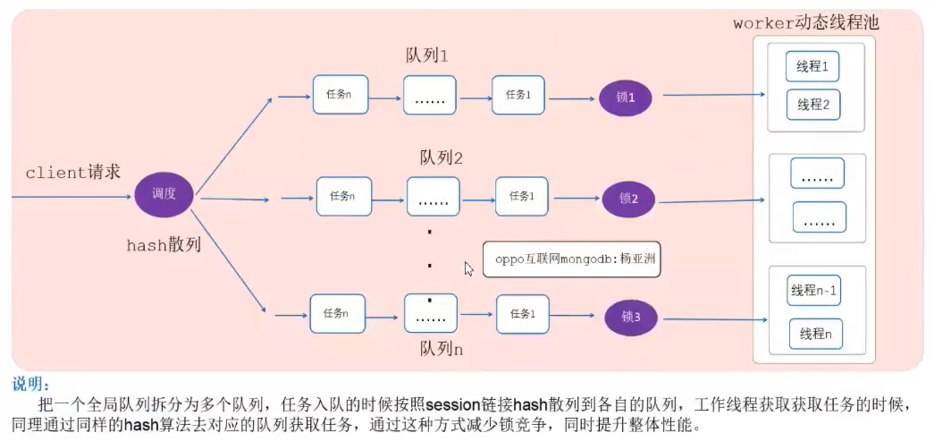 worker动态线程池
队列1
任务n
......
任务1
锁1
线程1
线程2
client请求
调度
hash散列
队列2
任务n
......
任务1
锁2
......
......
oppo互联网mongodb:杨亚洲
任务n
......
任务1
锁3
线程n-1
线程n
队列n
说明：
把一个全局队列拆分为多个队列，任务入队的时候按照session链接hash散列到各自的队列，工作线程获取获取任务的时候，
同理通过同样的hash算法去对应的队列获取任务，通过这种方式减少锁竞争，同时提升整体性能。